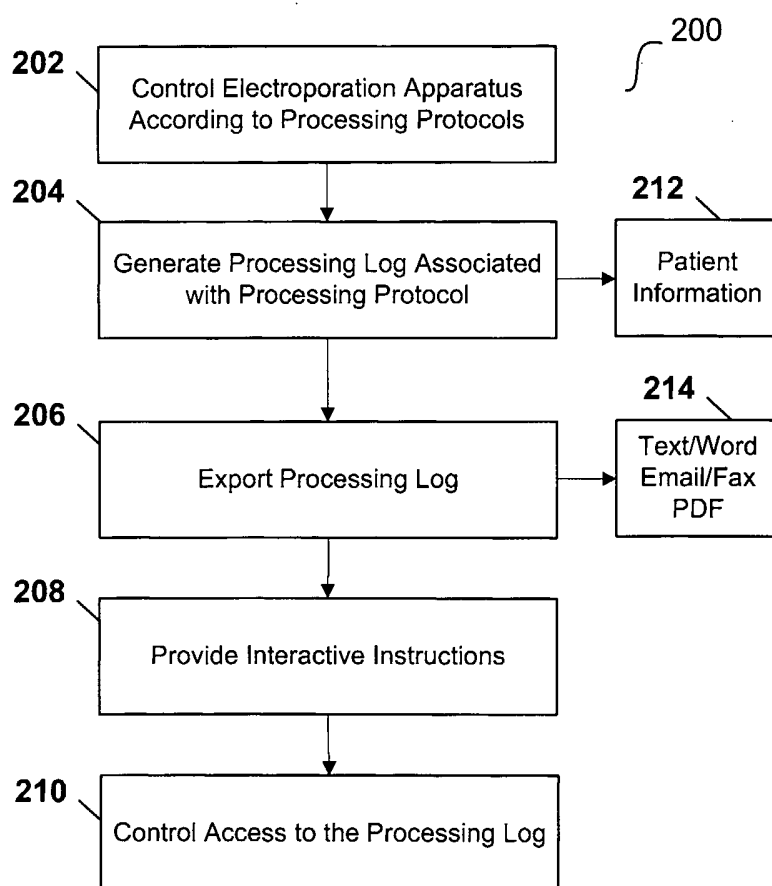 200
202
Control Electroporation Apparatus
According to Processing Protocols
204
Generate Processing Log Associated
with Processing Protocol
212
Patient
Information
206
Export Processing Log
214
Text/Word
Email/Fax
PDF
208
Provide Interactive Instructions
210
Control Access to the Processing Log